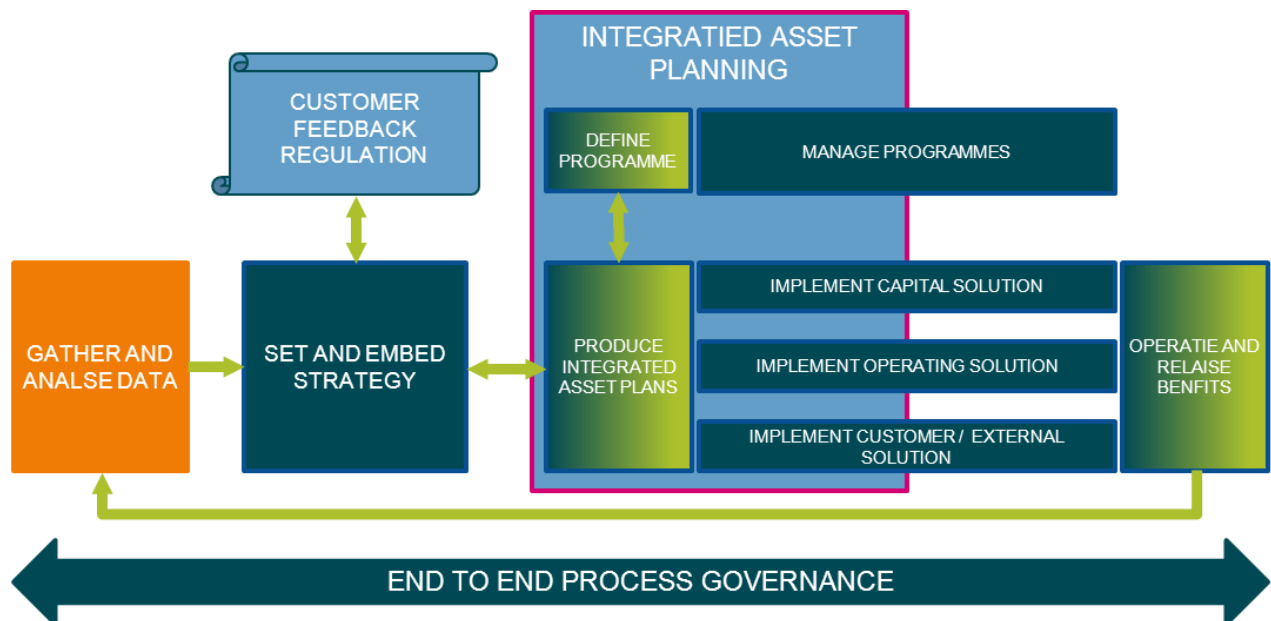 INTEGRATIED ASSET
PLANNING
CUSTOMER
FEEDBACK
REGULATION
DEFINE
PROGRAMME
MANAGE PROGRAMMES
GATHER AND
ANALSE DATA
SET AND EMBED
STRATEGY
PRODUCE
INTEGRATED
ASSET PLANS
IMPLEMENT CAPITAL SOLUTION
IMPLEMENT OPERATING SOLUTION
IMPLEMENT CUSTOMER / EXTERNAL
SOLUTION
OPERATIE AND
RELAISE
BENFITS
END TO END PROCESS GOVERNANCE